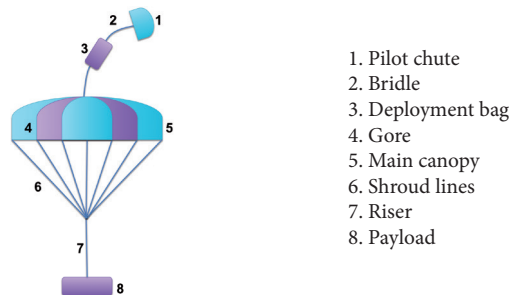 2
1
3
4
5
6
7
8
1. Pilot chute
2. Bridle
3. Deployment bag
4. Gore
5. Main canopy
6. Shroud lines
7. Riser
8. Payload